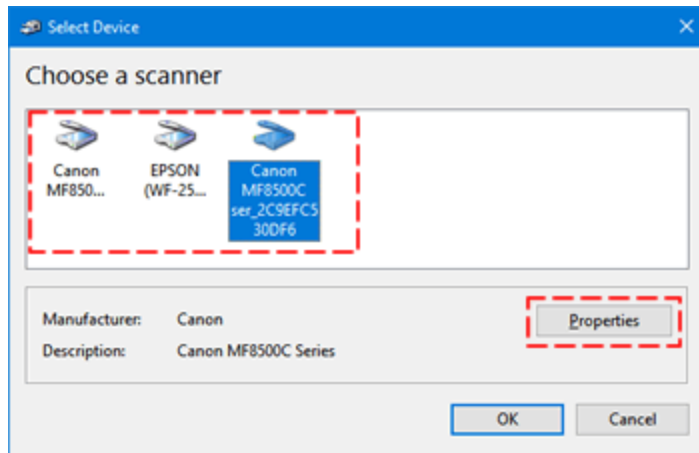 Select Device
Choose a scanner
Canon
MF850...
EPSON
(WF-25...
Canon
MF8500C
ser_2C9EFC5
30DF6
Manufacturer: Canon
Properties
Description: Canon MF8500C Series
OK
Cancel